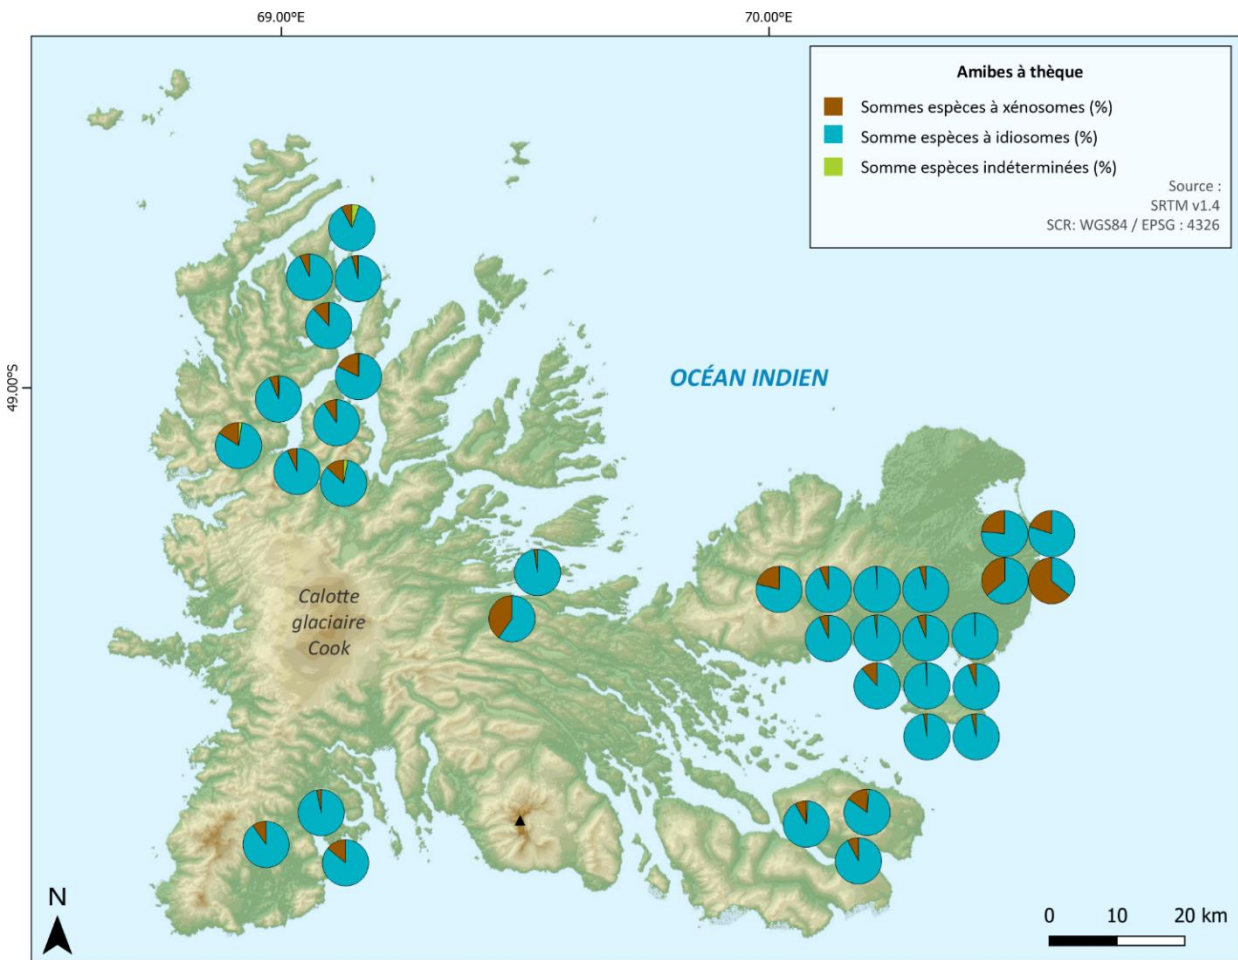 69.00°E
70.00°E
Amibes à thèque
Sommes espèces à xénosomes (%)
Somme espèces à idiosomes (%)
Somme espèces indéterminées (%)
Source :
SRTM v1.4
SCR: WGS84 / EPSG : 4326
49.00°S
OCÉAN INDIEN
Calotte
glaciaire
Cook
N
0 10 20 km